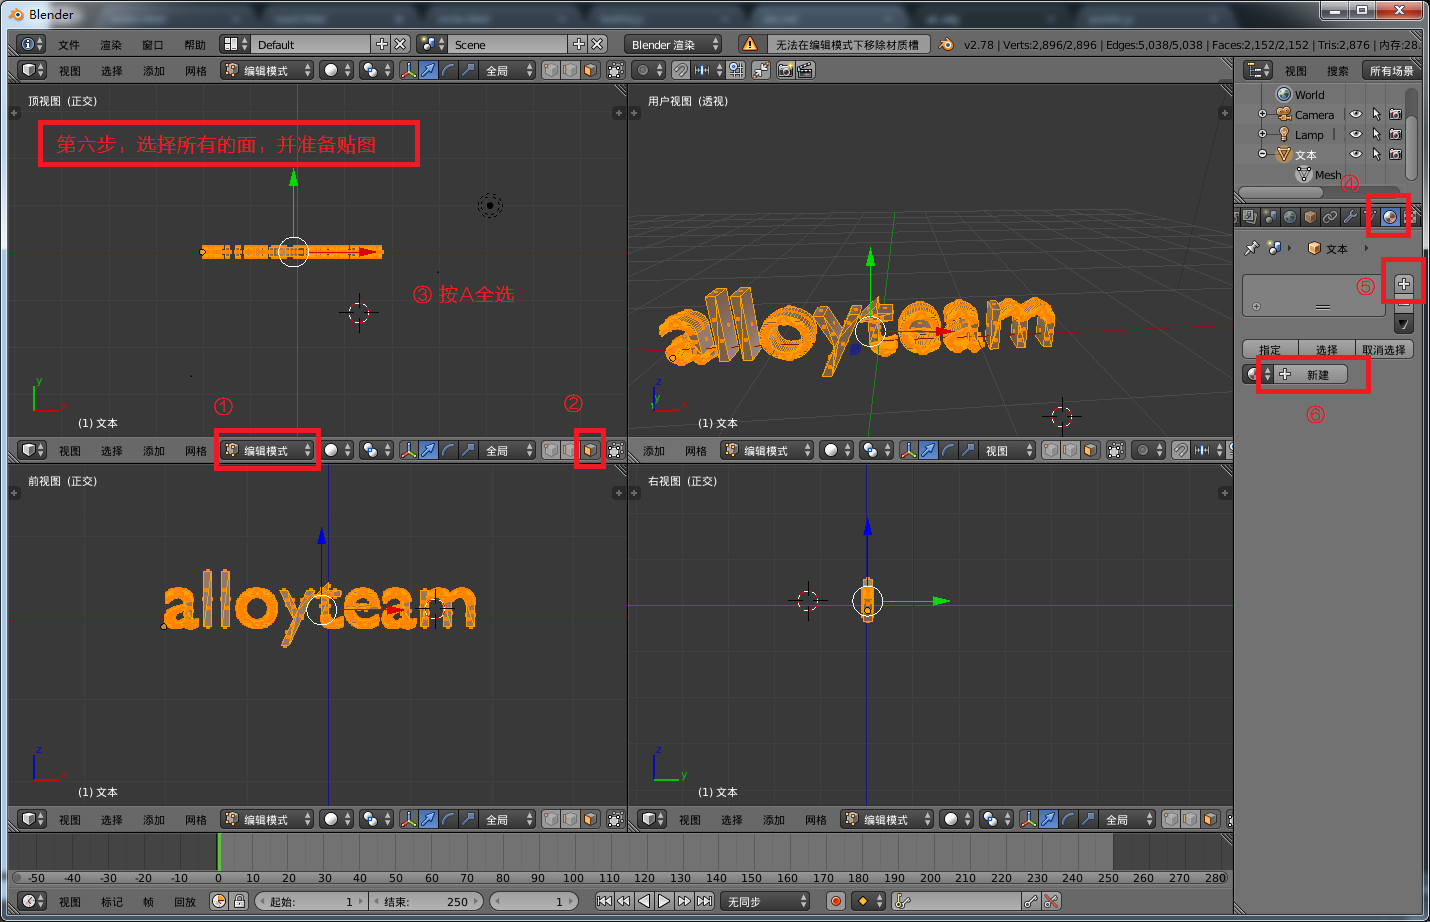 Blender
文件 渲染 窗口 帮助 Default Scene Blender 渲染 无法在编辑模式下移除材质槽 v2.78 | Verts:2,896/2,896 | Edges:5,038/5,038 | Faces:2,152/2,152 | Tris:2,876 | 内存:28.
视图 选择 添加 网格 编辑模式 全局 视图 搜索 所有场景
顶视图 (正交) 用户视图 (透视)
World
Camera
Lamp
文本
Mesh
第六步，选择所有的面，并准备贴图
④
文本
③ 按A全选
⑤
指定 选择 取消选择
新建
⑥
① ②
y x
z y x
(1) 文本 (1) 文本
视图 选择 添加 网格 编辑模式 全局 添加 网格 编辑模式 视图
前视图 (正交) 右视图 (正交)
alloyteam
z x
z y
(1) 文本 (1) 文本
视图 选择 添加 网格 编辑模式 全局 视图 选择 添加 网格 编辑模式 全局
-50 -40 -30 -20 -10 0 10 20 30 40 50 60 70 80 90 100 110 120 130 140 150 160 170 180 190 200 210 220 230 240 250 260 270 280
视图 标记 帧 回放 起始: 1 结束: 250 1 无同步